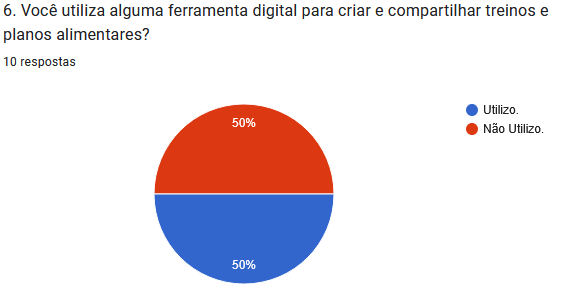 6. Você utiliza alguma ferramenta digital para criar e compartilhar treinos e
planos alimentares?
10 respostas
50%
Utilizo.
Não Utilizo.
50%